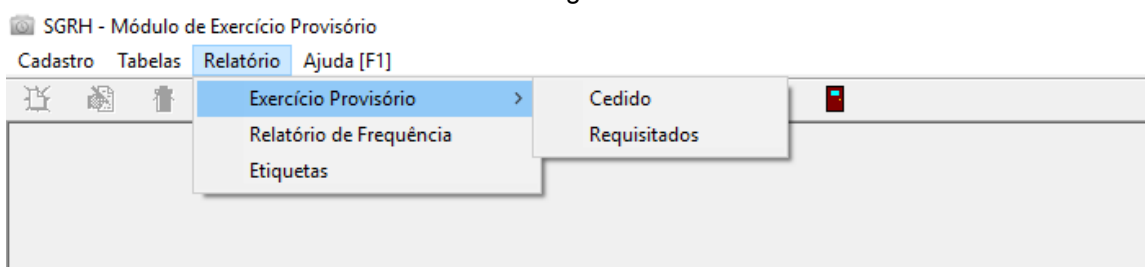 SGRH - Módulo de Exercício Provisório
Cadastro Tabelas Relatório Ajuda [F1]
Exercício Provisório > Cedido
Relatório de Frequência Requisitados
Etiquetas